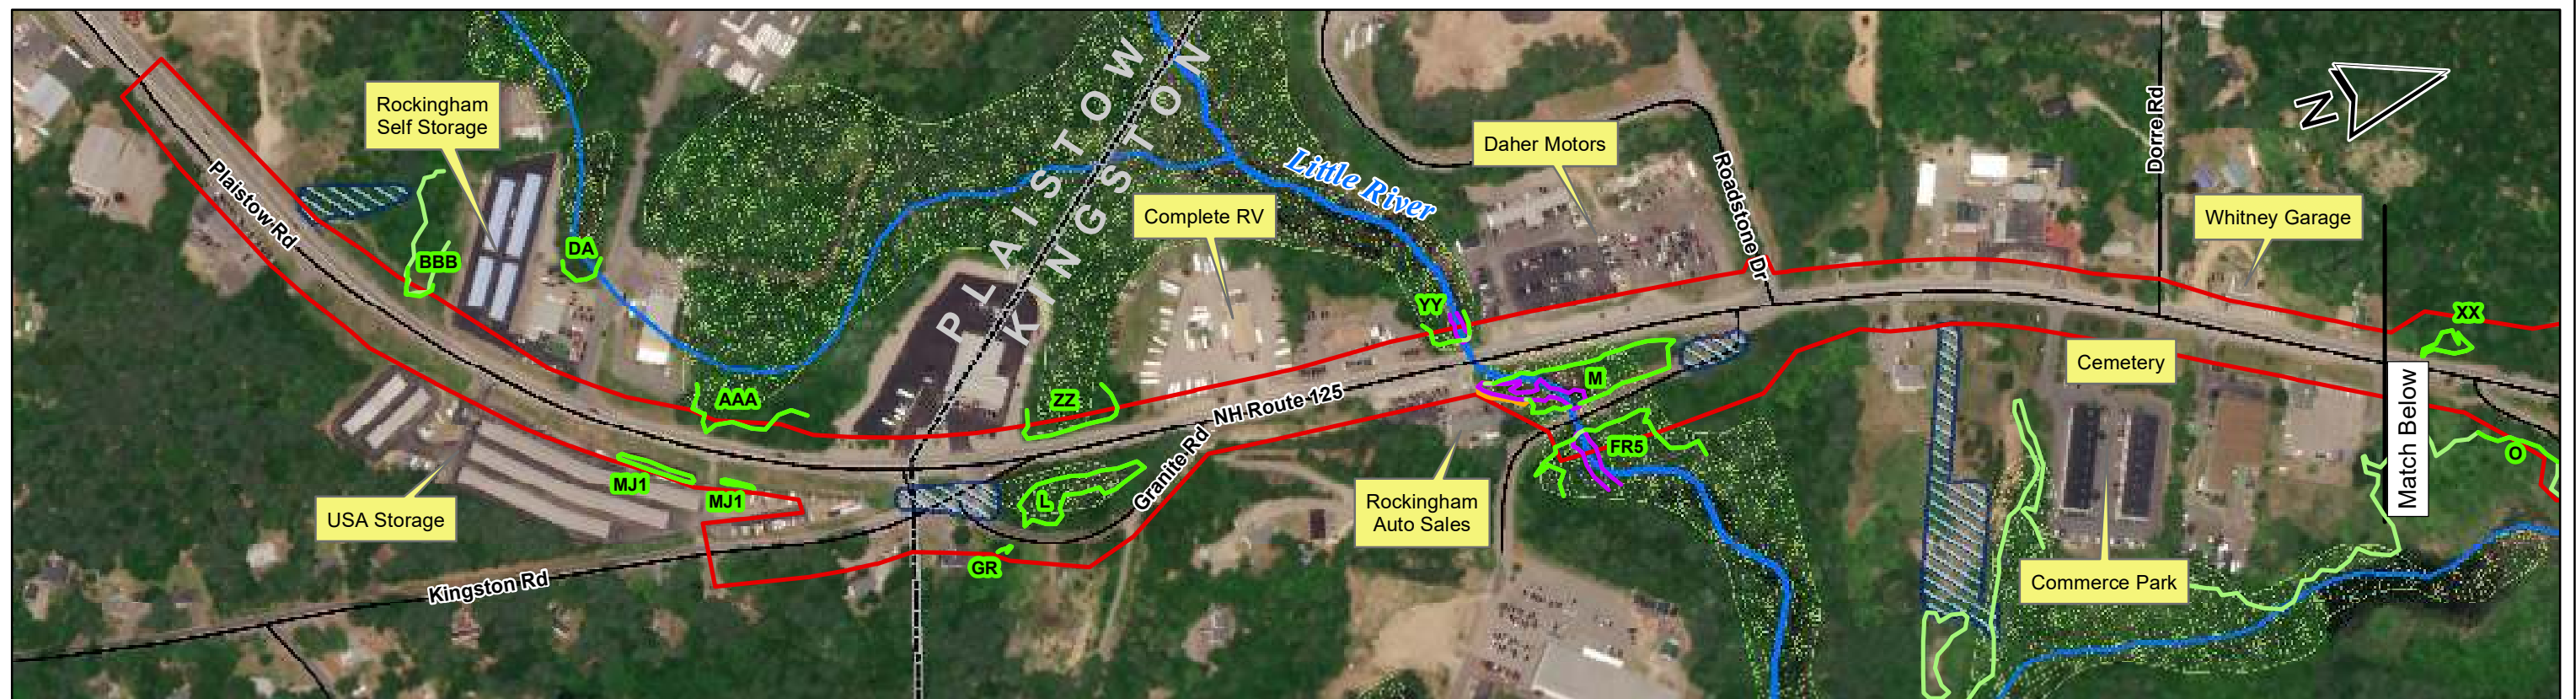 Rockingham
Self Storage
Plaistow Rd
BBB
DA
PLAISTOW
KINGSTON
Complete RV
Little River
Daher Motors
Roadstone Dr
Dorre Rd
N
Whitney Garage
XX
YY
AAA
ZZ
NH Route 125
M
Cemetery
Match Below
USA Storage
MJ1
MJ1
L
Granite Rd
FR5
Rockingham
Auto Sales
O
GR
Kingston Rd
Commerce Park